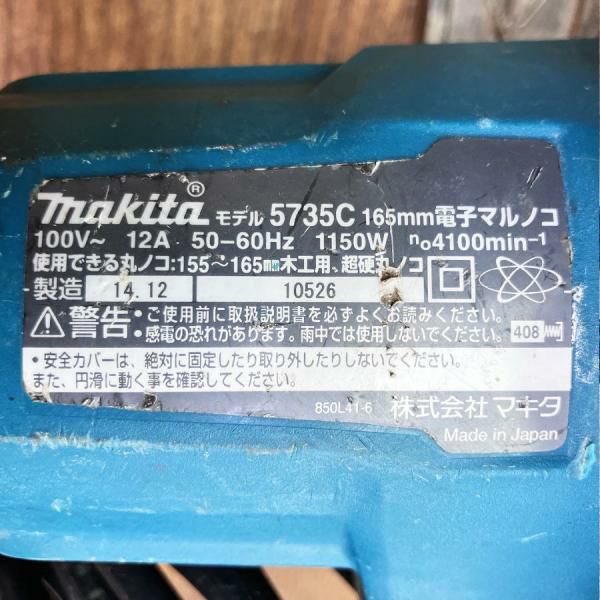 makita® モデル 5735C 165mm電子マルノコ
100V～ 12A 50-60Hz 1150W n₀4100min⁻¹
使用できる丸ノコ:155～165㎜木工用、超硬丸ノコ
製造 14.12 10526
警告 ・ご使用前に取扱説明書を必ずよくお読みください。
・感電の恐れがあります。雨中では使用しないでください。 408
・安全カバーは、絶対に固定したり取り外したりしないでください。
また、円滑に動く事を確認してください。
850L41-6 株式会社 マキタ
Made in Japan